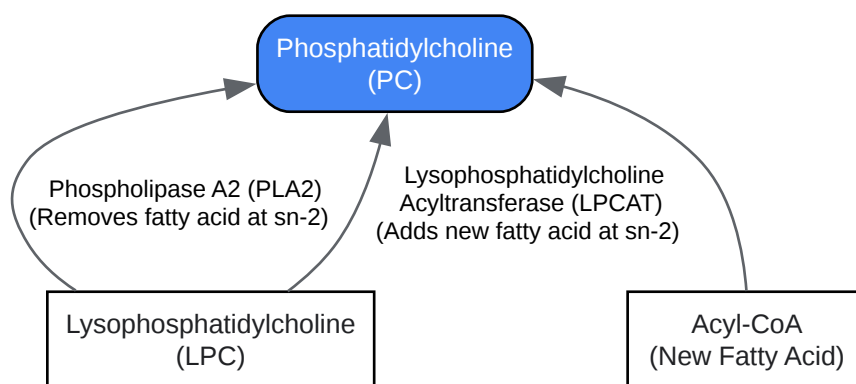 Phosphatidylcholine
(PC)
Phospholipase A2 (PLA2)
(Removes fatty acid at sn-2)
Lysophosphatidylcholine
Acyltransferase (LPCAT)
(Adds new fatty acid at sn-2)
Lysophosphatidylcholine
(LPC)
Acyl-CoA
(New Fatty Acid)